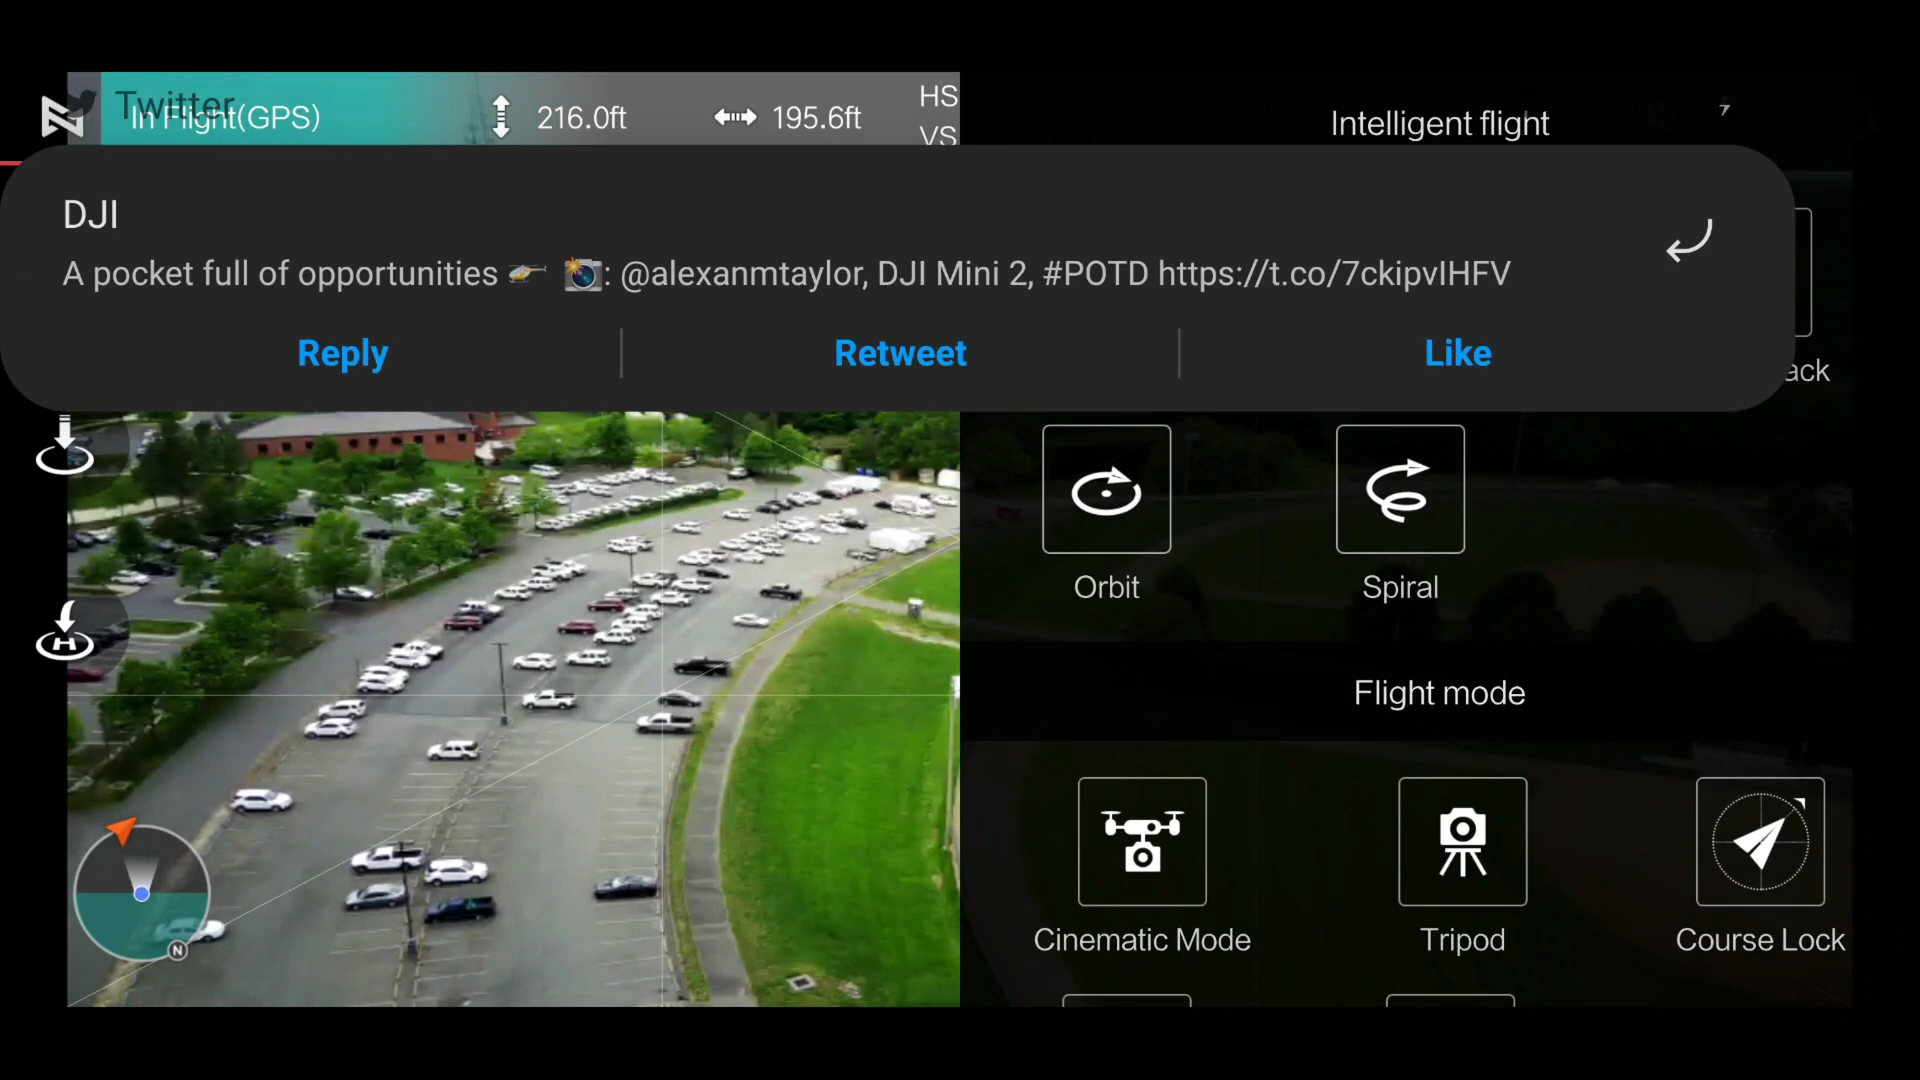 Twitter
In Flight(GPS) 216.0ft 195.6ft HS
VS
Intelligent flight
DJI
A pocket full of opportunities 🚁 📸: @alexanmtaylor, DJI Mini 2, #POTD https://t.co/7ckipvIHFV
Reply Retweet Like
ack
Orbit Spiral
Flight mode
Cinematic Mode Tripod Course Lock
H
N